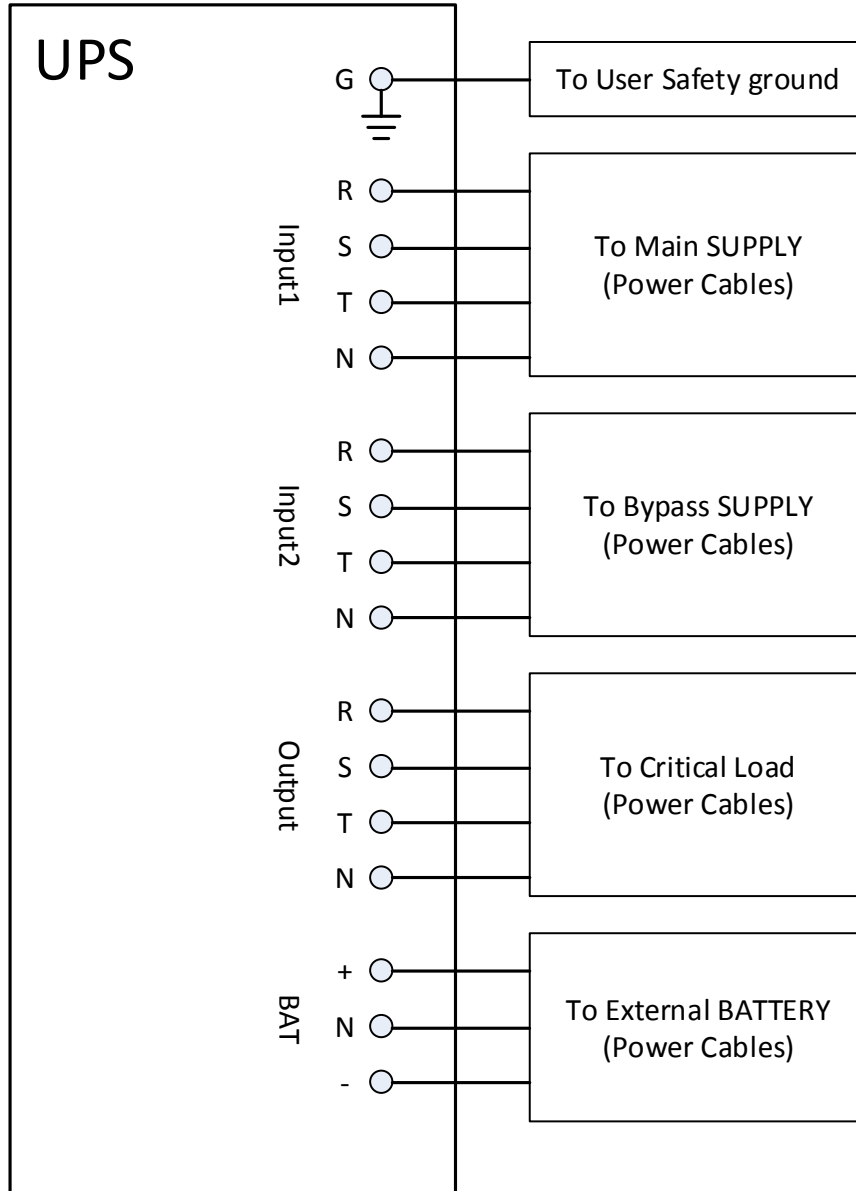 UPS
G
To User Safety ground
Input1
R
S
T
N
To Main SUPPLY
(Power Cables)
Input2
R
S
T
N
To Bypass SUPPLY
(Power Cables)
Output
R
S
T
N
To Critical Load
(Power Cables)
BAT
+
N
-
To External BATTERY
(Power Cables)